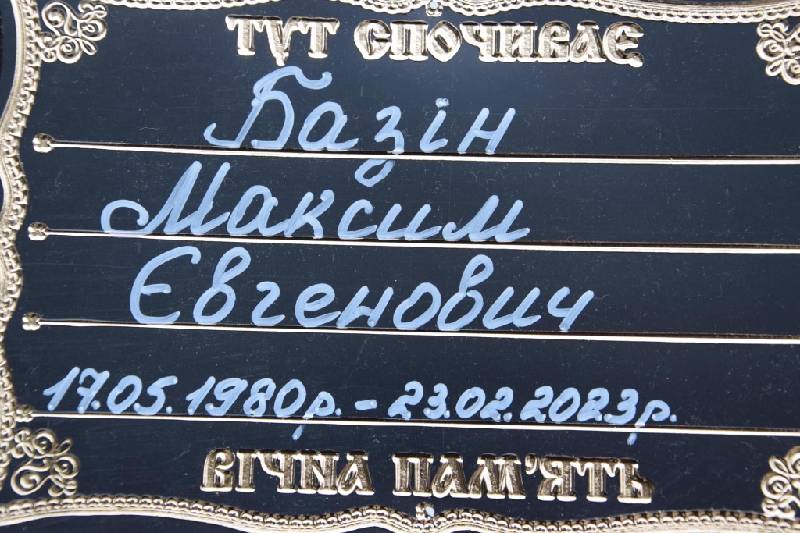 ТУТ СПОЧИВАЄ
Базін
Максим
Євгенович
17.05.1980р. - 23.02.2023р.
ВІЧНА ПАМ'ЯТЬ